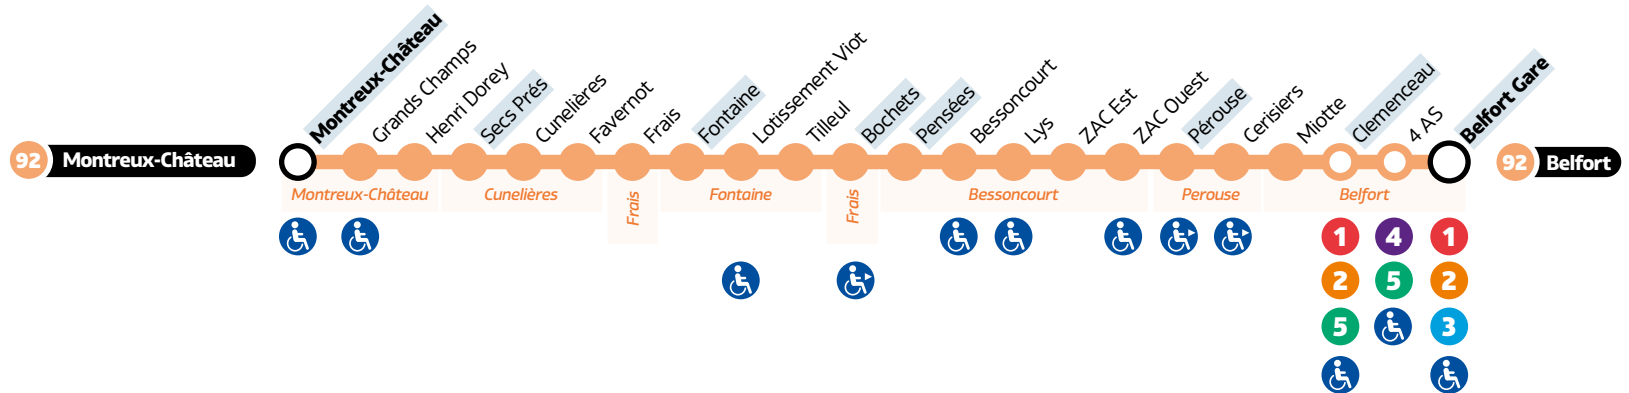 92 Montreux-Château
Montreux-Château
Grands Champs
Henri Dorey
Secs Prés
Cunelières
Favernot
Frais
Fontaine
Lotissement Viot
Tilleul
Bochets
Pensées
Bessoncourt
Lys
ZAC Est
ZAC Ouest
Pérouse
Cerisiers
Miotte
Clemenceau
4 AS
Belfort Gare
92 Belfort
Montreux-Château
Cunelières
Frais
Fontaine
Frais
Bessoncourt
Perouse
Belfort
1 4 1
2 5 2
5 3